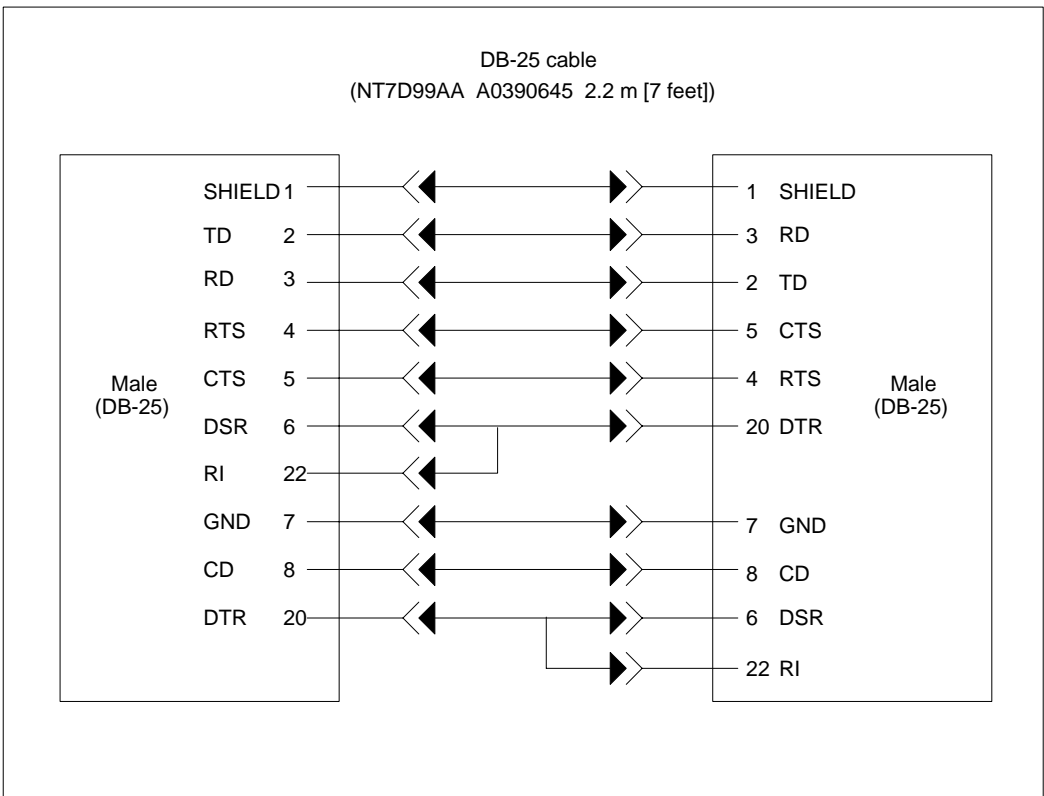 DB-25 cable
(NT7D99AA A0390645 2.2 m [7 feet])
SHIELD 1 1 SHIELD
TD 2 3 RD
RD 3 2 TD
RTS 4 5 CTS
CTS 5 4 RTS
Male
(DB-25)
Male
(DB-25)
DSR 6 20 DTR
RI 22
GND 7 7 GND
CD 8 8 CD
DTR 20 6 DSR
22 RI